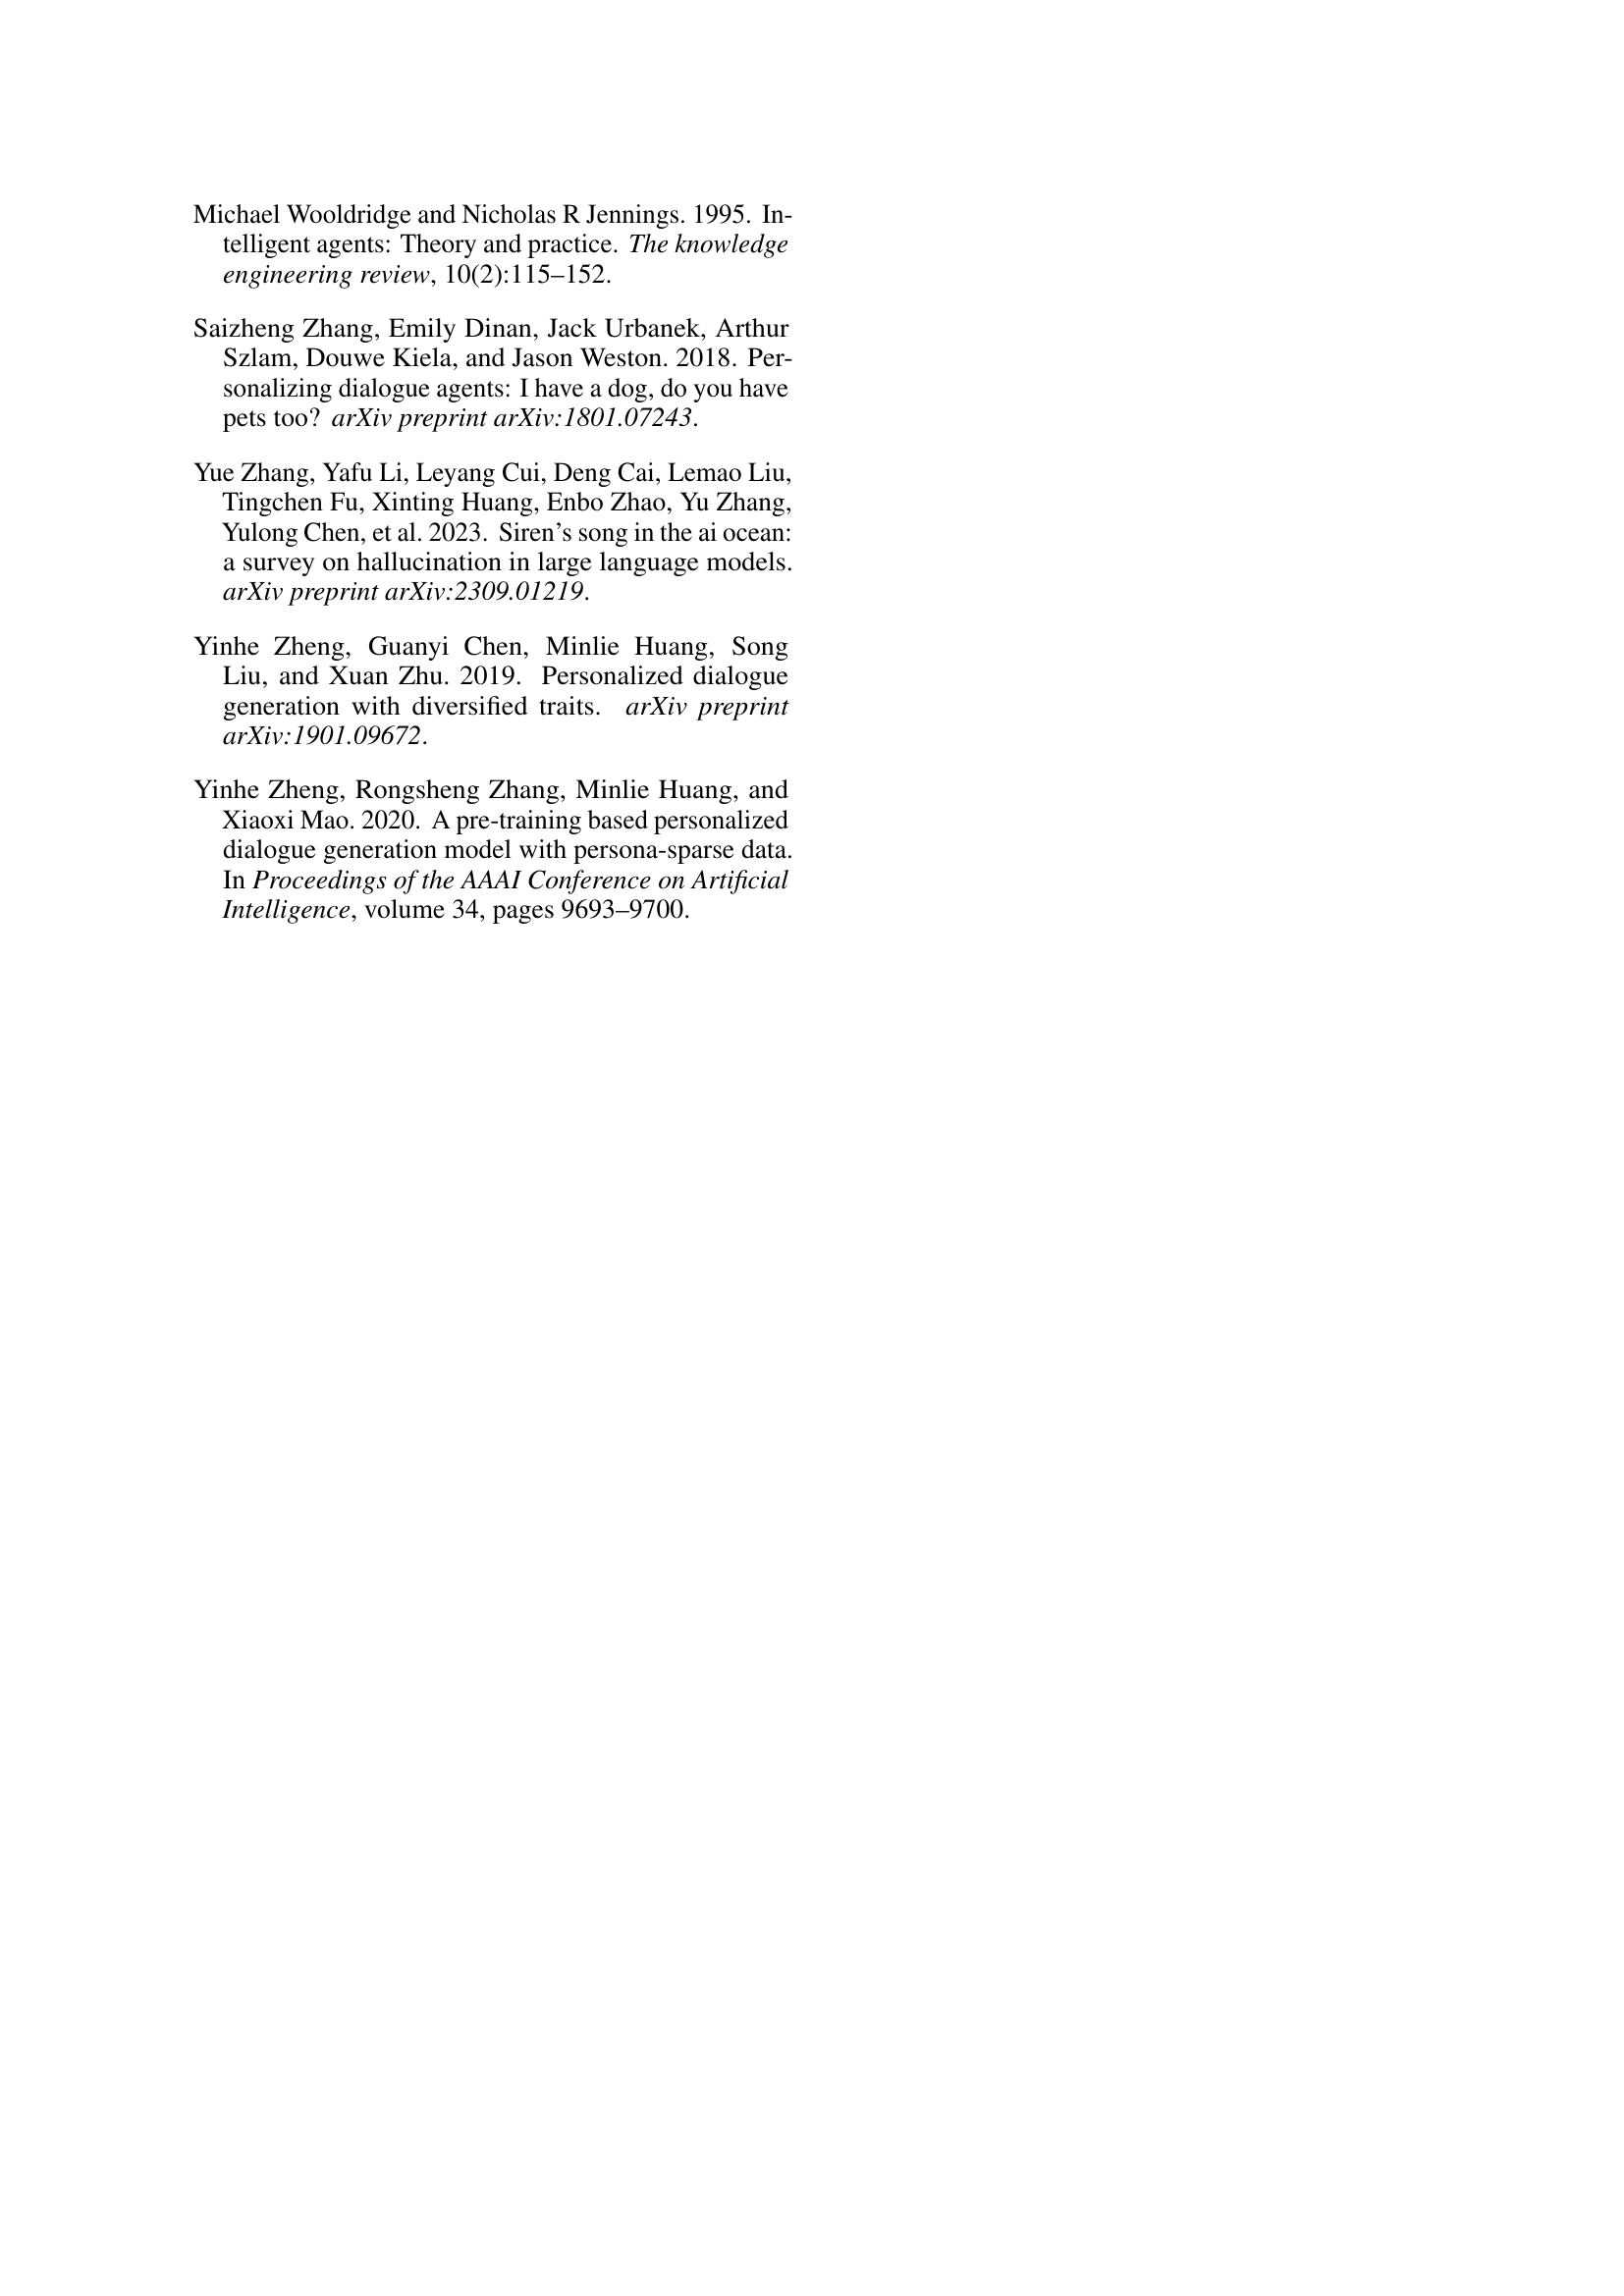 Michael Wooldridge and Nicholas R Jennings. 1995. In-
telligent agents: Theory and practice. The knowledge
engineering review, 10(2):115–152.
Saizheng Zhang, Emily Dinan, Jack Urbanek, Arthur
Szlam, Douwe Kiela, and Jason Weston. 2018. Per-
sonalizing dialogue agents: I have a dog, do you have
pets too? arXiv preprint arXiv:1801.07243.
Yue Zhang, Yafu Li, Leyang Cui, Deng Cai, Lemao Liu,
Tingchen Fu, Xinting Huang, Enbo Zhao, Yu Zhang,
Yulong Chen, et al. 2023. Siren’s song in the ai ocean:
a survey on hallucination in large language models.
arXiv preprint arXiv:2309.01219.
Yinhe Zheng, Guanyi Chen, Minlie Huang, Song
Liu, and Xuan Zhu. 2019. Personalized dialogue
generation with diversified traits. arXiv preprint
arXiv:1901.09672.
Yinhe Zheng, Rongsheng Zhang, Minlie Huang, and
Xiaoxi Mao. 2020. A pre-training based personalized
dialogue generation model with persona-sparse data.
In Proceedings of the AAAI Conference on Artificial
Intelligence, volume 34, pages 9693–9700.